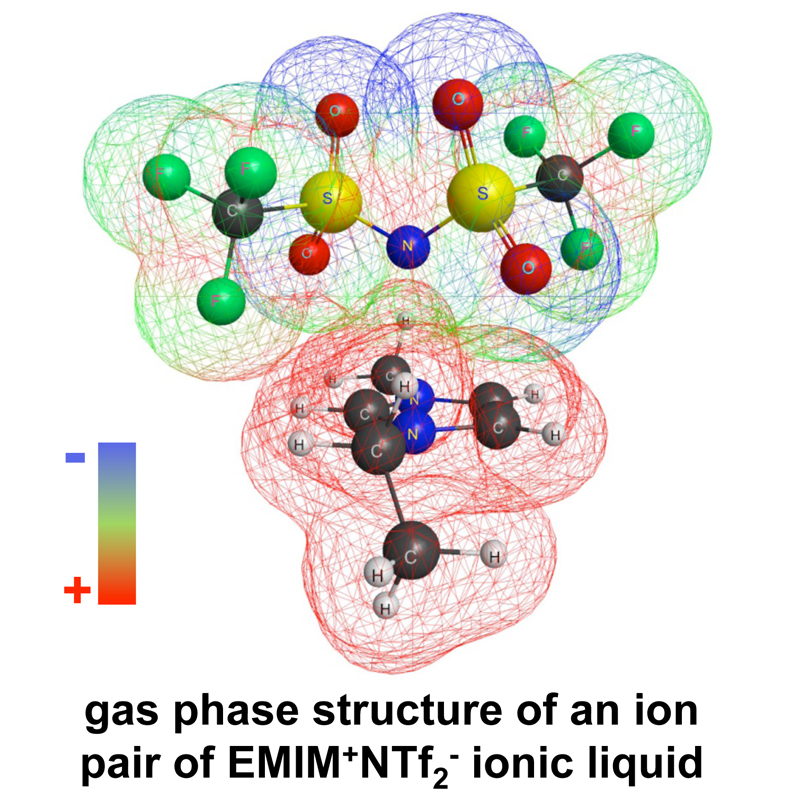 O O
F F
F F C
S S
C
O N F
O
F
H
H C H
N H
H C
N C H
H C
-
C H
H
+
H
gas phase structure of an ion
pair of EMIM⁺NTf₂⁻ ionic liquid